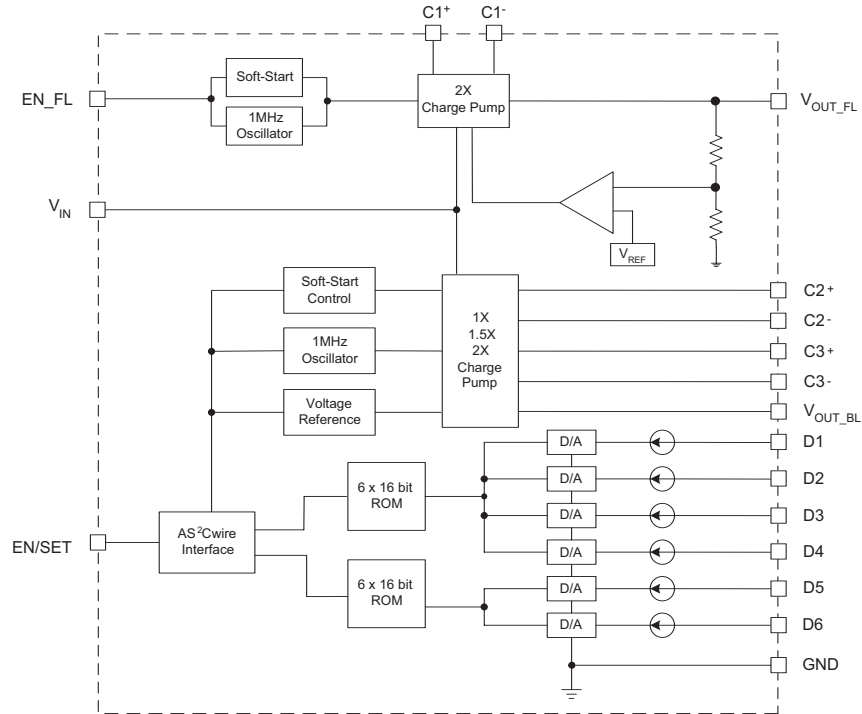 C1+ C1-
EN_FL
Soft-Start
1MHz
Oscillator
2X
Charge Pump
VOUT_FL
VIN
VREF
Soft-Start
Control
1MHz
Oscillator
Voltage
Reference
1X
1.5X
2X
Charge
Pump
C2+
C2-
C3+
C3-
VOUT_BL
EN/SET
AS2Cwire
Interface
6 x 16 bit
ROM
6 x 16 bit
ROM
D/A D1
D/A D2
D/A D3
D/A D4
D/A D5
D/A D6
GND